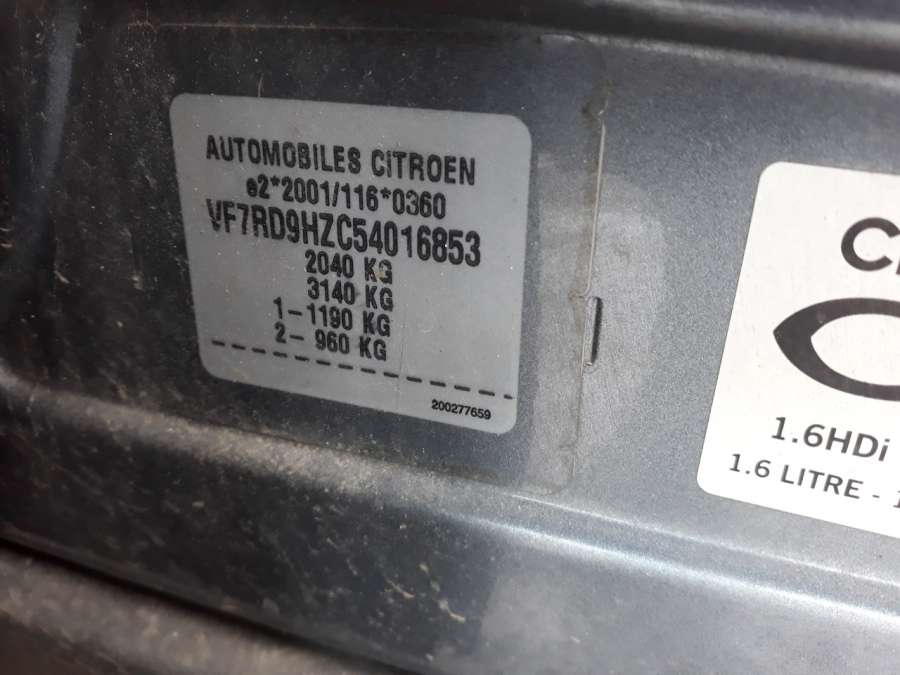 AUTOMOBILES CITROEN
e2*2001/116*0360
VF7RD9HZC54016853
2040 KG
3140 KG
1-1190 KG
2- 960 KG
200277659
1.6HDi
1.6 LITRE -